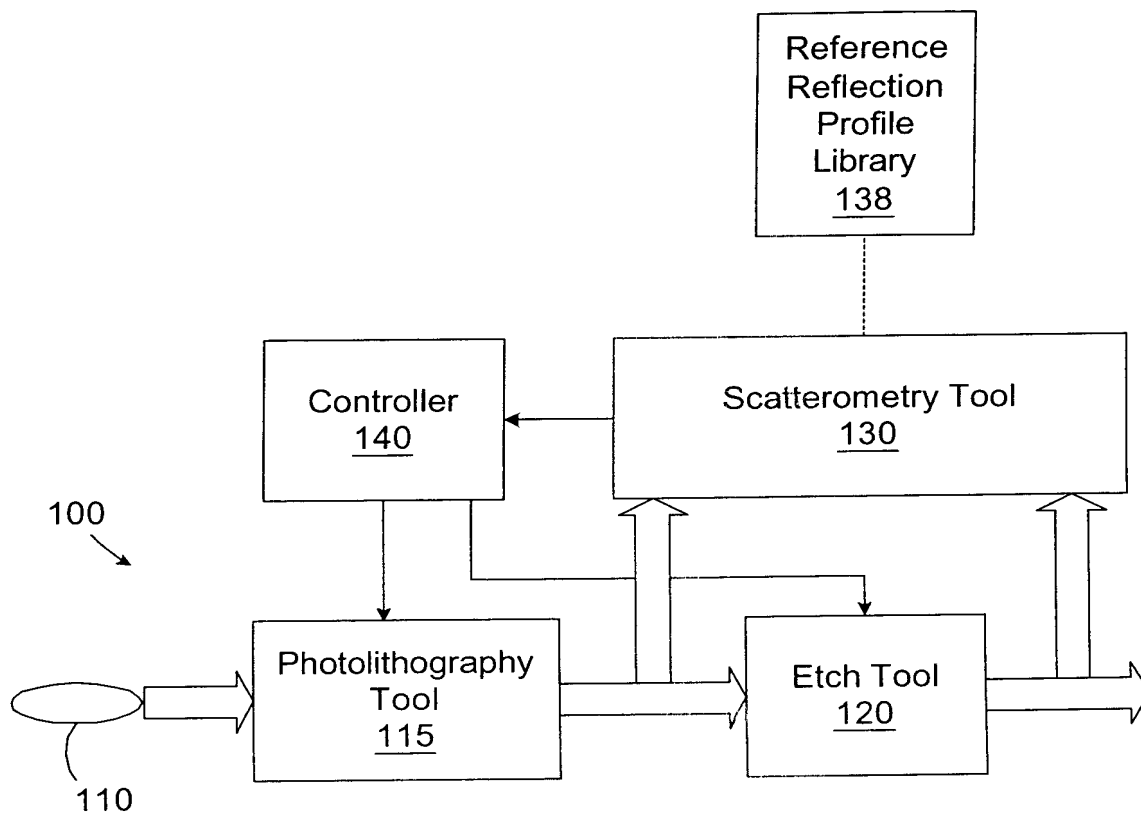 Reference
Reflection
Profile
Library
138
Controller
140
Scatterometry Tool
130
100
Photolithography
Tool
115
Etch Tool
120
110